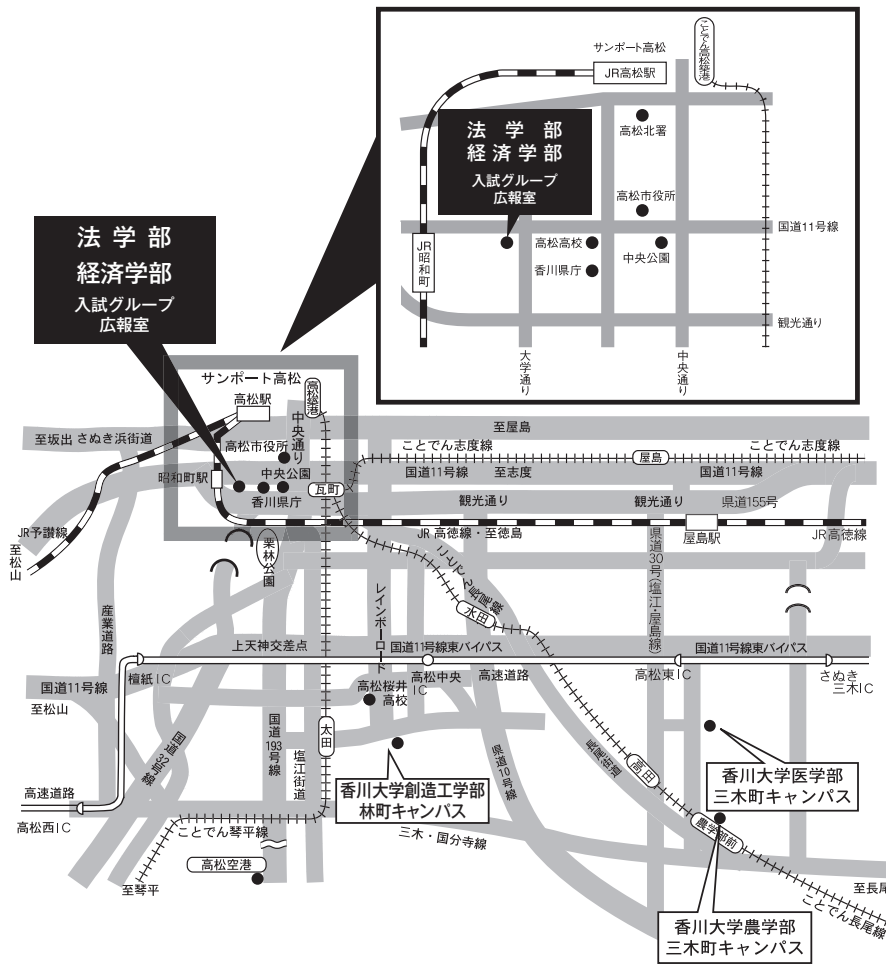 サンポート高松
JR高松駅
ことでん高松築港
高松北署
法学部
経済学部
入試グループ
広報室
高松市役所
国道11号線
JR昭和町
高松高校
中央公園
香川県庁
観光通り
大学通り
中央通り
法学部
経済学部
入試グループ
広報室
サンポート高松
高松駅
高松築港
中央通り
至坂出 さぬき浜街道
高松市役所
至屋島
ことでん志度線
屋島
ことでん志度線
昭和町駅
中央公園
国道11号線
至志度
国道11号線
香川県庁
瓦町
観光通り
観光通り
県道155号
JR予讃線
至松山
栗林公園
JR高徳線・至徳島
屋島駅
JR高徳線
県道30号(塩江・屋島線)
ことでん長尾線
水田
産業道路
レインボーロード
上天神交差点
国道11号線東バイパス
国道11号線東バイパス
檀紙IC
高松中央
IC
高速道路
高松東IC
さぬき
三木IC
国道11号線
至松山
高松桜井
高校
国道32号線
国道193号線
塩江街道
太田
県道10号線
長尾街道
高田
香川大学創造工学部
林町キャンパス
香川大学医学部
三木町キャンパス
高速道路
高松西IC
ことでん琴平線
三木・国分寺線
農学部前
高松空港
至琴平
至長尾
ことでん長尾線
香川大学農学部
三木町キャンパス